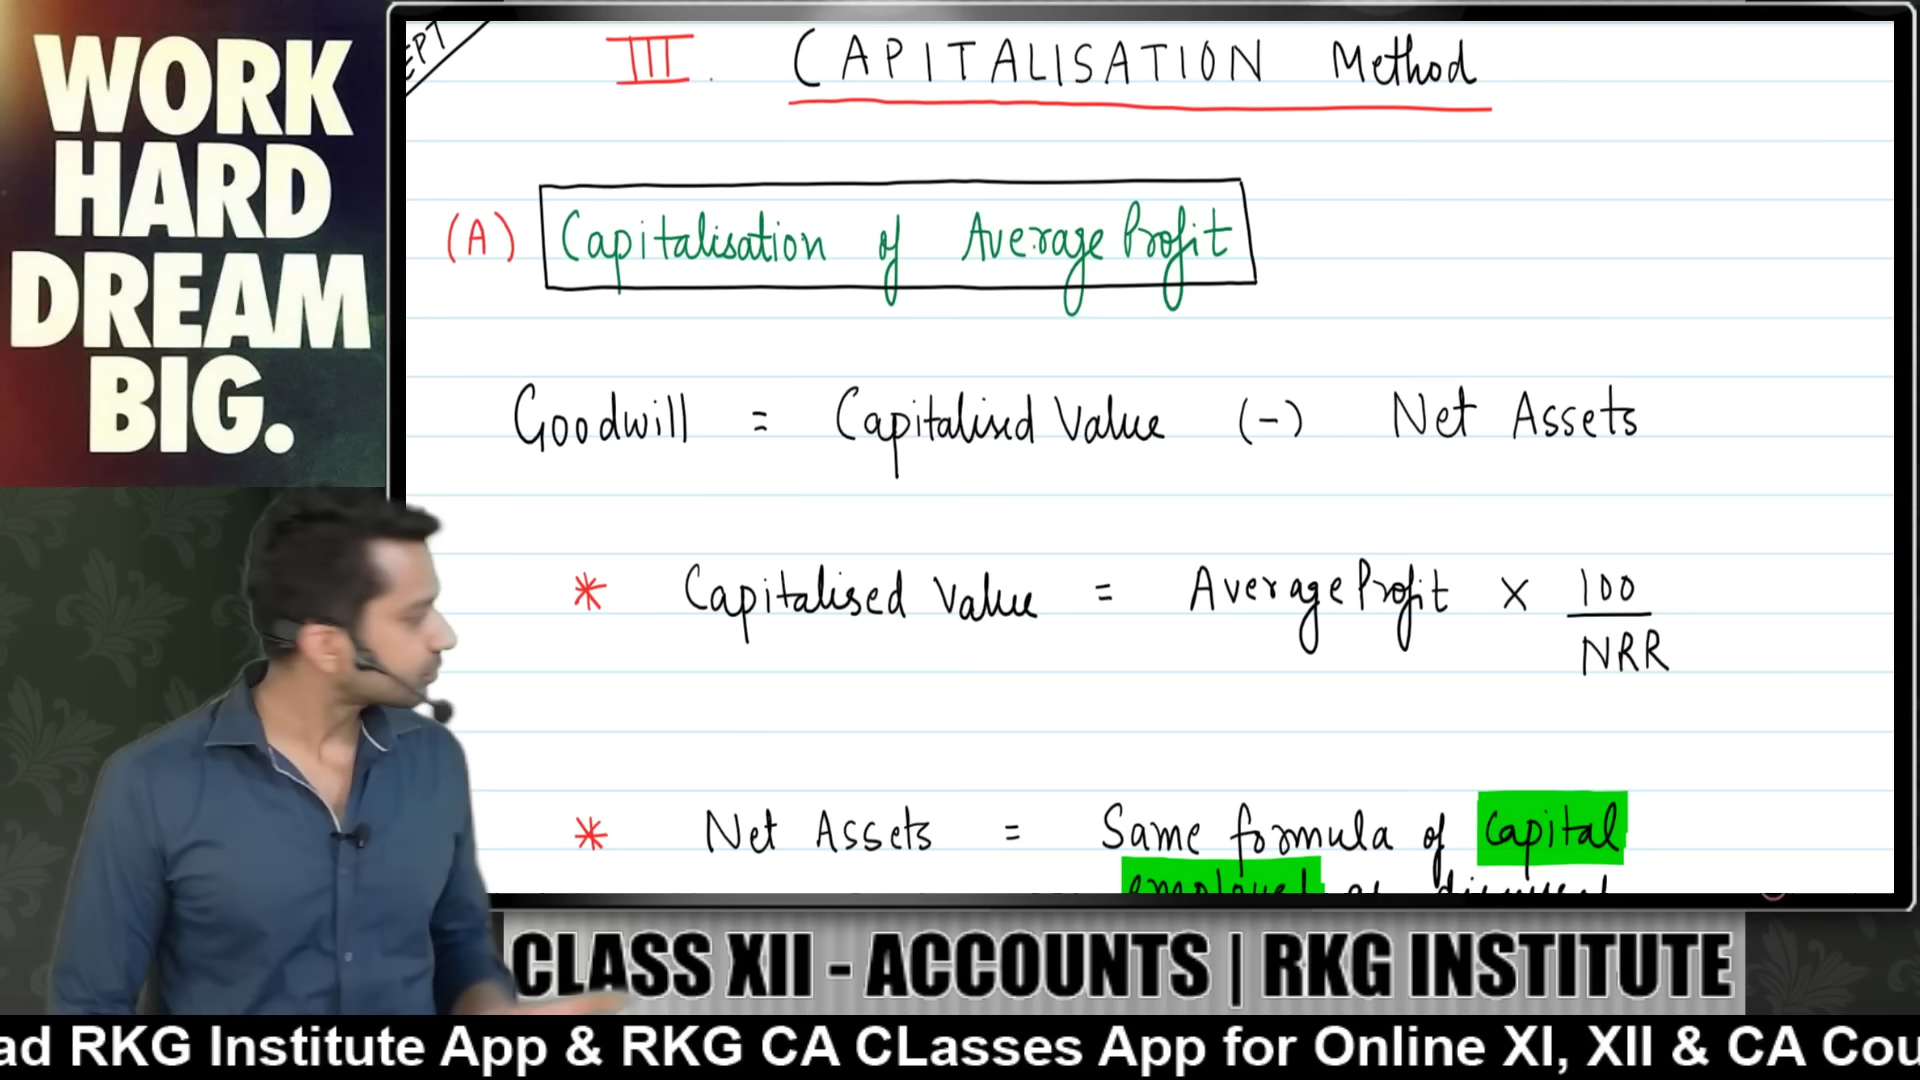 WORK
HARD
DREAM
BIG.
III. CAPITALISATION Method
(A) Capitalisation of Average Profit
Goodwill = Capitalised Value (-) Net Assets
* Capitalised Value = Average Profit X 100
NRR
* Net Assets = Same formula of Capital
CLASS XII - ACCOUNTS | RKG INSTITUTE
ad RKG Institute App & RKG CA CLasses App for Online XI, XII & CA Cou